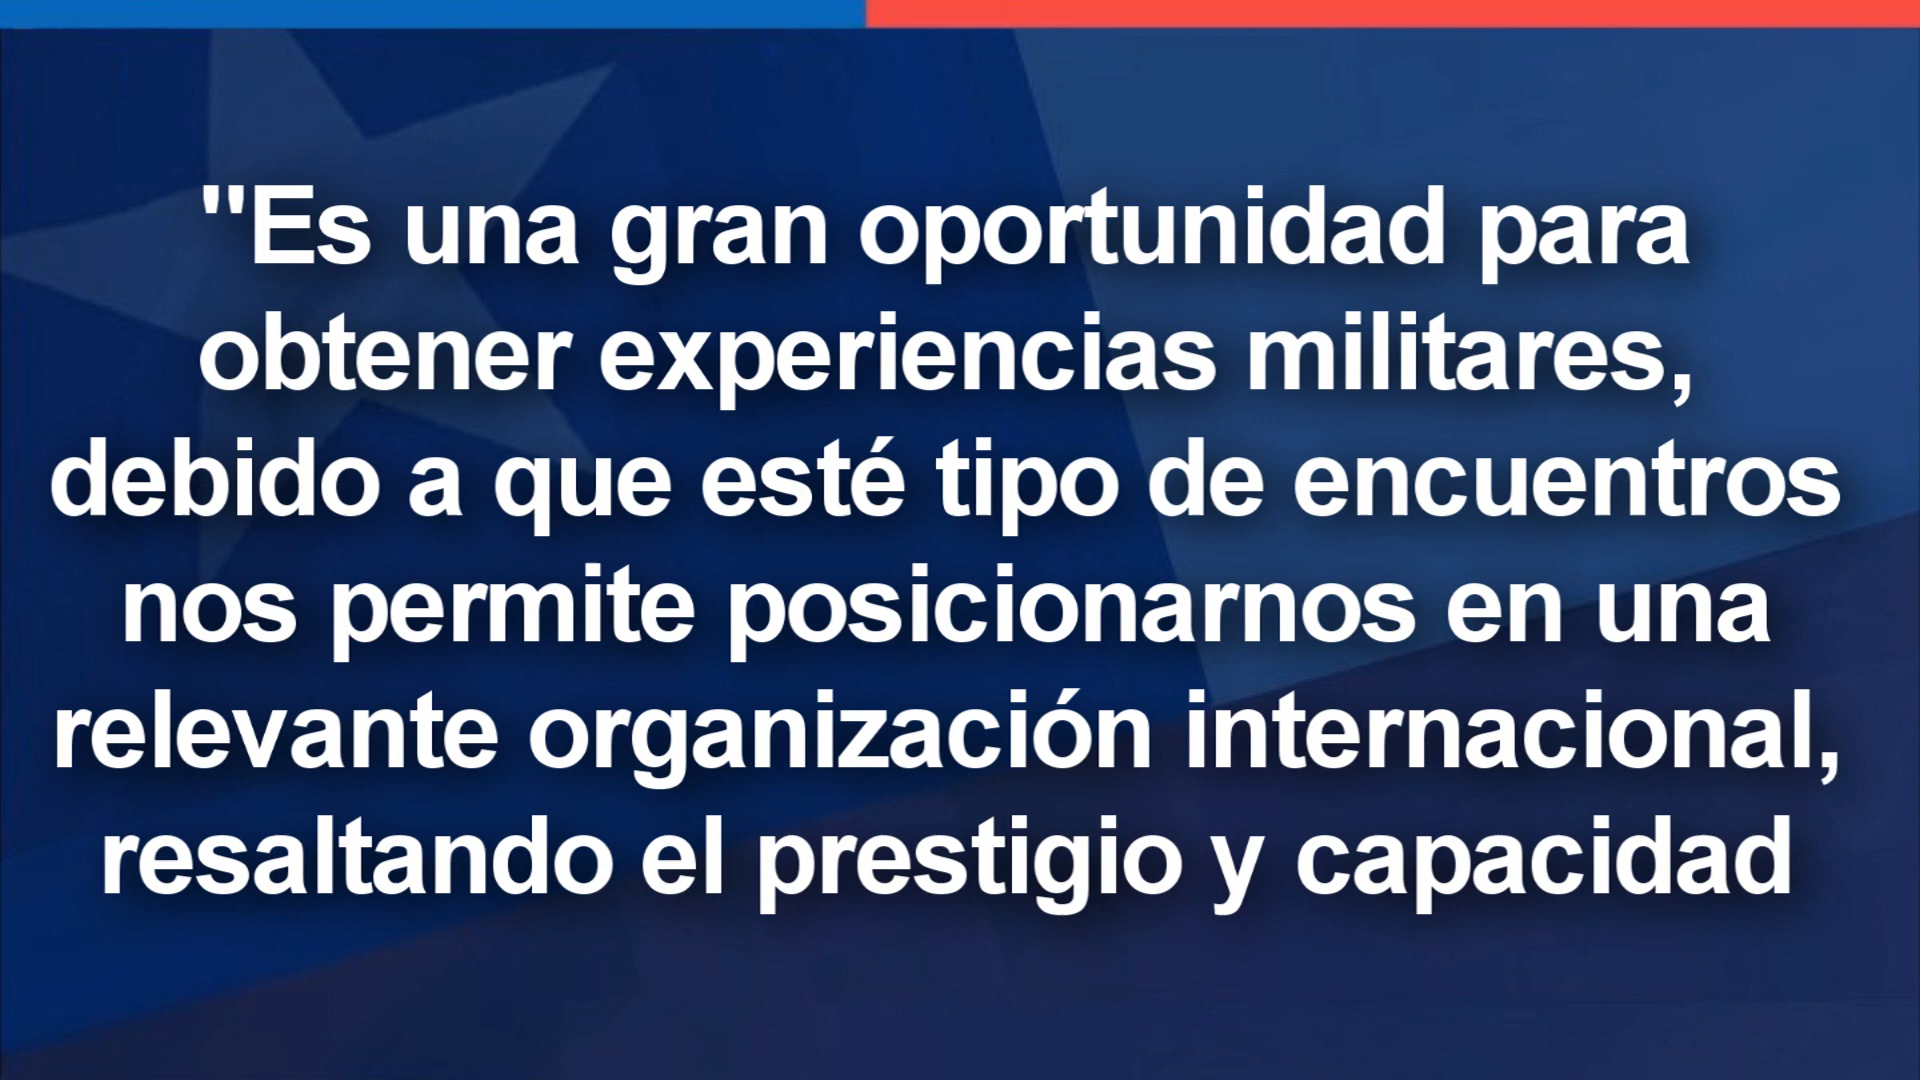 "Es una gran oportunidad para
obtener experiencias militares,
debido a que esté tipo de encuentros
nos permite posicionarnos en una
relevante organización internacional,
resaltando el prestigio y capacidad